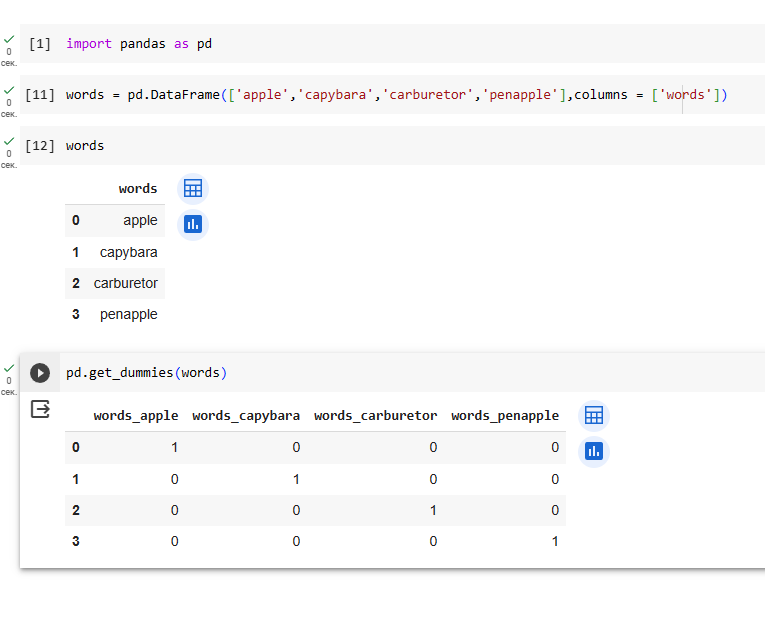 [1] import pandas as pd
0
сек.
[11] words = pd.DataFrame(['apple','capybara','carburetor','penapple'],columns = ['words'])
0
сек.
[12] words
0
сек.
words
0 apple
1 capybara
2 carburetor
3 penapple
pd.get_dummies(words)
0
сек.
words_apple words_capybara words_carburetor words_penapple
0 1 0 0 0
1 0 1 0 0
2 0 0 1 0
3 0 0 0 1